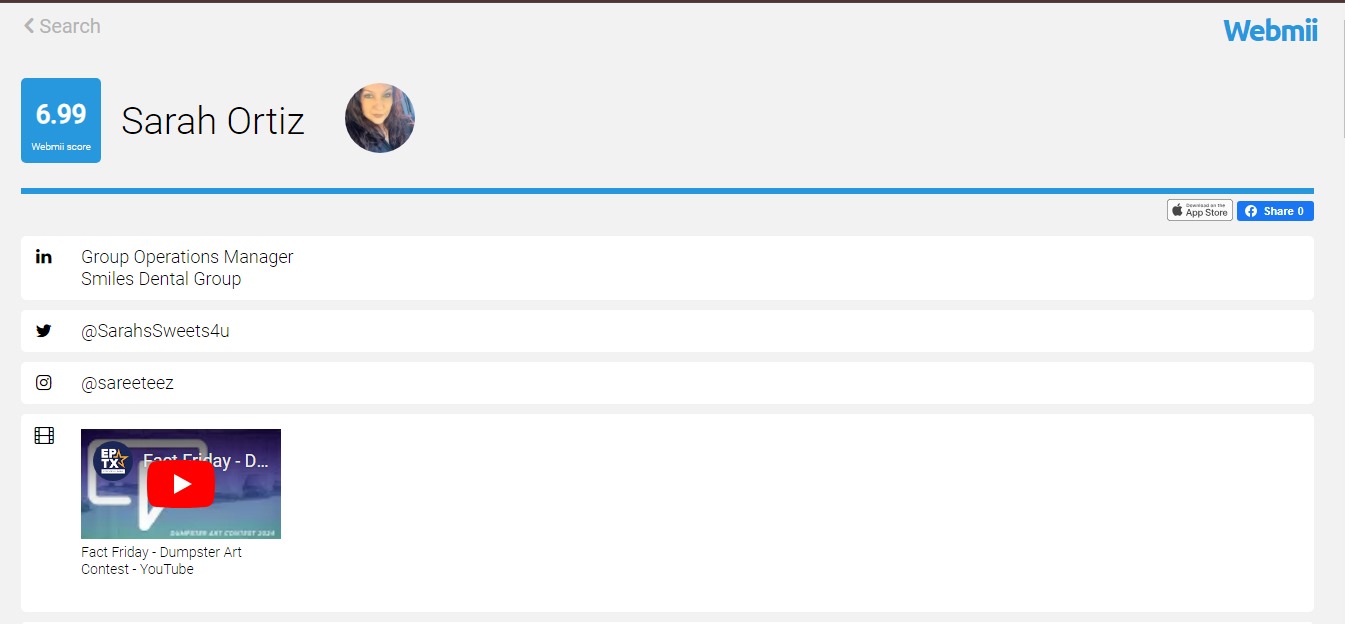 Search
Webmii
6.99
Webmii score
Sarah Ortiz
Download on the
App Store
Share 0
in
Group Operations Manager
Smiles Dental Group
@SarahsSweets4u
@sareeteez
EP
TX
Fact Friday - D...
DUMPSTER ART CONTEST 2024
Fact Friday - Dumpster Art
Contest - YouTube